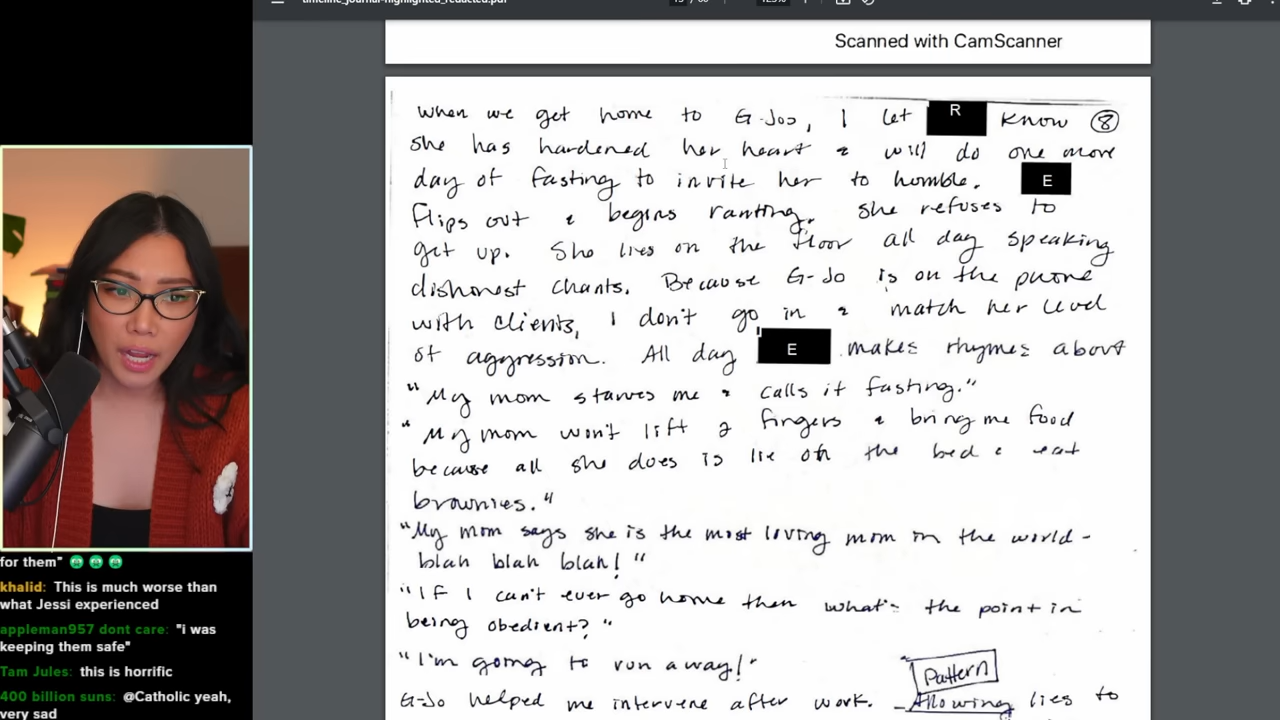 timeline_journal-highlighted_redacted.pdf
Scanned with CamScanner
When we get home to G-Jos, I let R know ⑧
she has hardened her heart & will do one more
day of fasting to invite her to homble. E
flips out & begins ranting. She refuses to
get up. She lies on the floor all day speaking
dishonest chants. Because G-Jo is on the phone
with clients, I don't go in & match her level
of aggression. All day E makes rhymes about
"My mom starves me & calls it fasting."
"My mom won't lift 2 fingers & bring me food
because all she does is lie on the bed & eat
brownies."
"My mom says she is the most loving mom in the world -
blah blah blah!"
"If I can't ever go home then what's the point in
being obedient?"
"I'm going to run away!"
Pattern
G-Jo helped me intervene after work. - Allowing lies to
for them"
khalid: This is much worse than
what Jessi experienced
appleman957 dont care: "i was
keeping them safe"
Tam Jules: this is horrific
400 billion suns: @Catholic yeah,
very sad